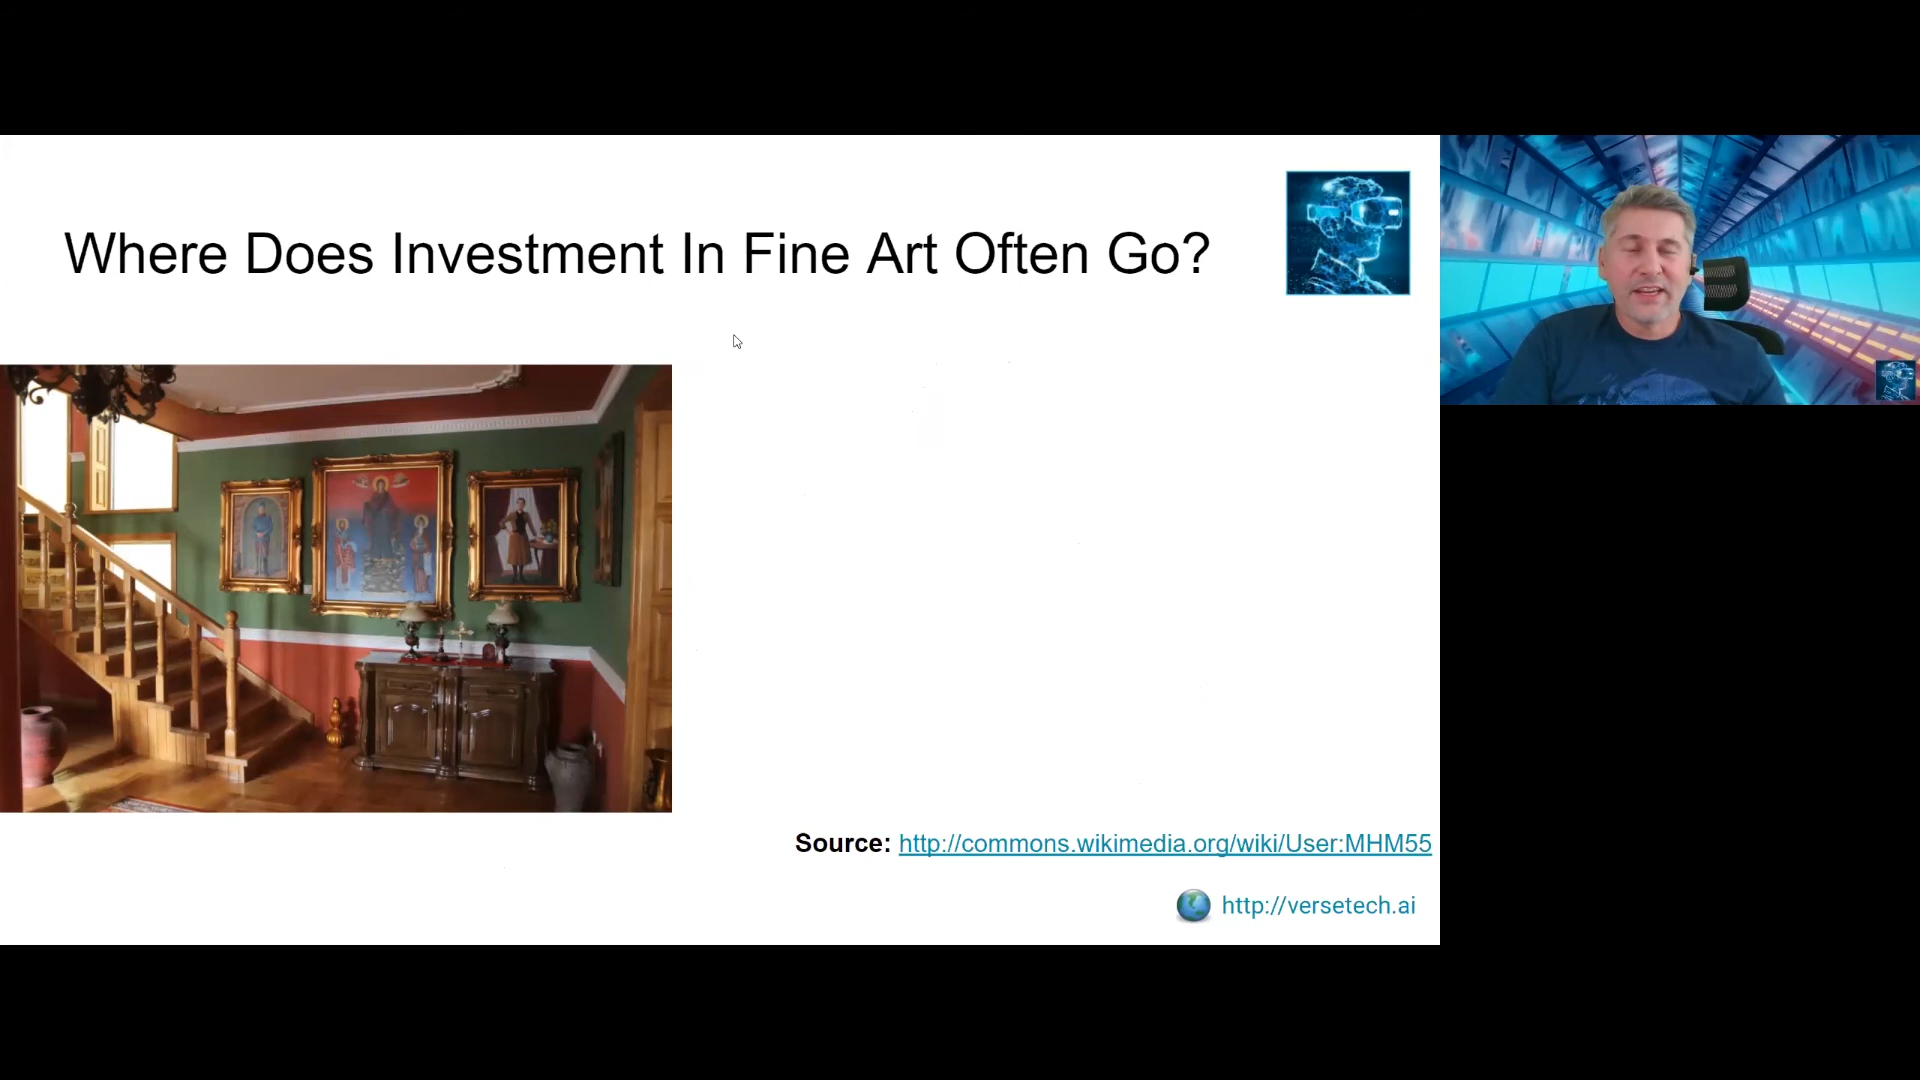 Where Does Investment In Fine Art Often Go?
Source: http://commons.wikimedia.org/wiki/User:MHM55
http://versetech.ai